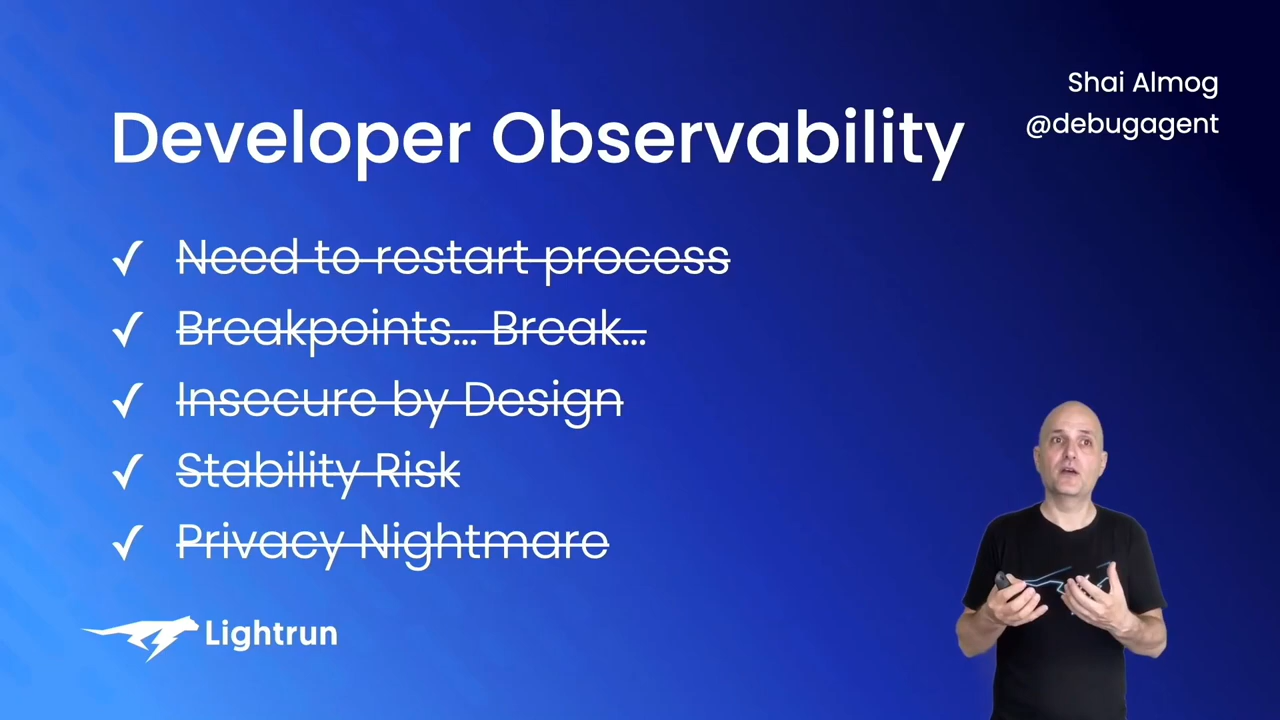 Shai Almog
@debugagent
Developer Observability
✓ Need to restart process
✓ Breakpoints... Break...
✓ Insecure by Design
✓ Stability Risk
✓ Privacy Nightmare
Lightrun